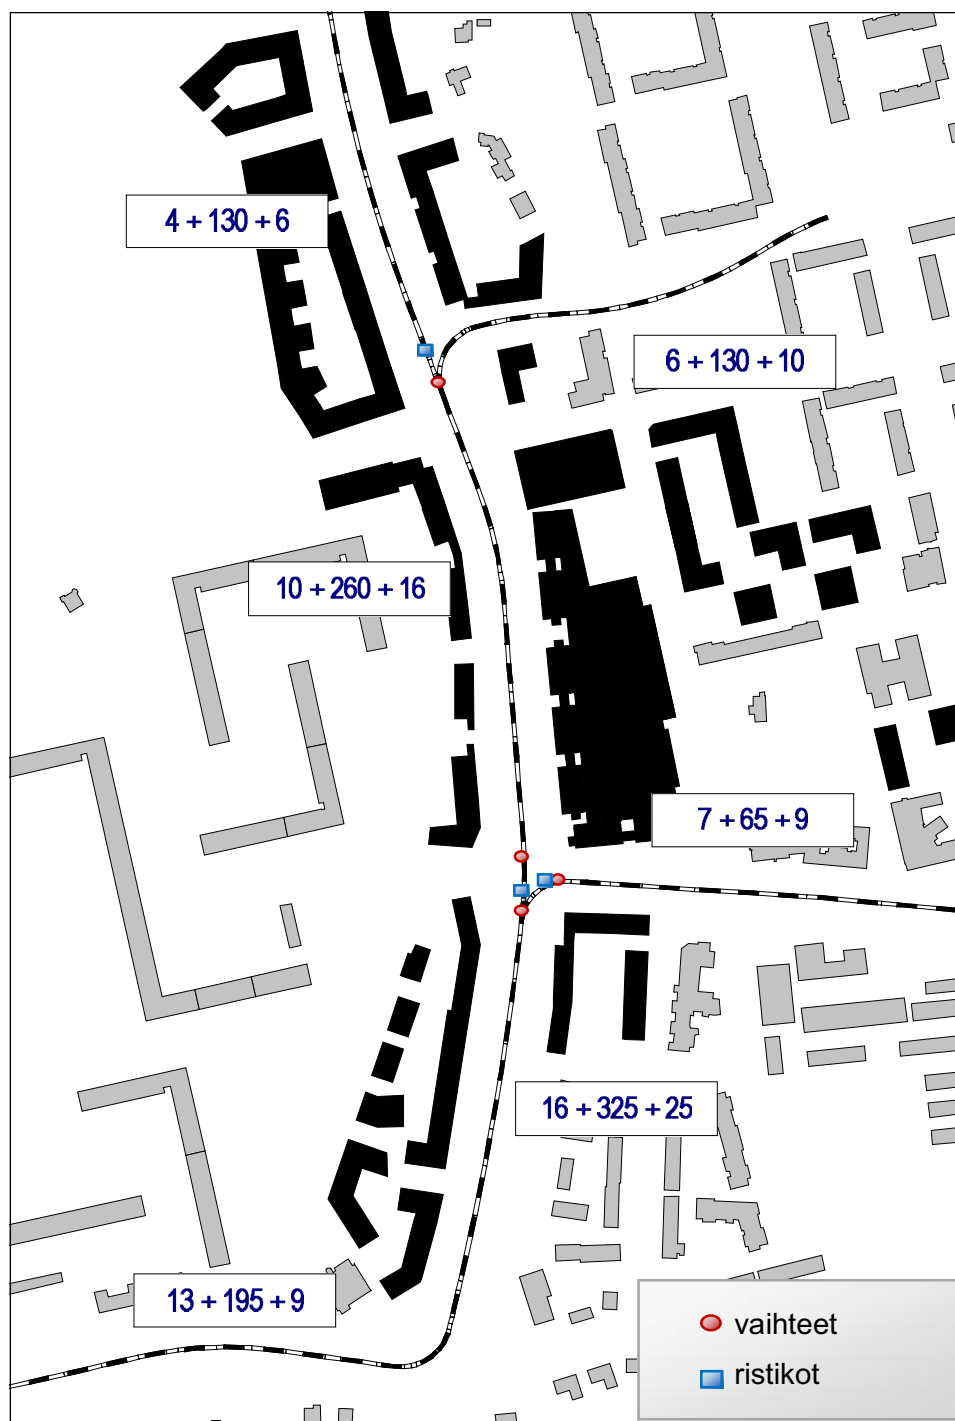 4 + 130 + 6
6 + 130 + 10
10 + 260 + 16
7 + 65 + 9
16 + 325 + 25
13 + 195 + 9
vaihteet
ristikot